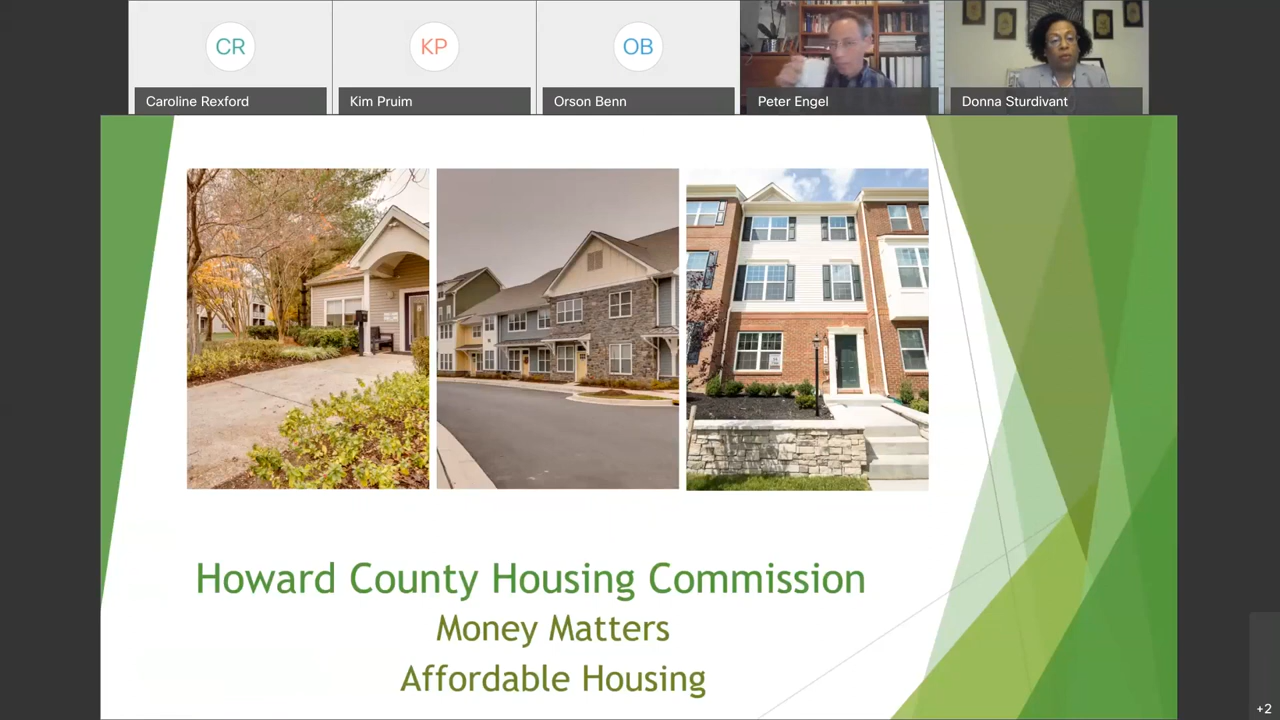 CR
KP
OB
Caroline Rexford
Kim Pruim
Orson Benn
Peter Engel
Donna Sturdivant
Howard County Housing Commission
Money Matters
Affordable Housing
+2